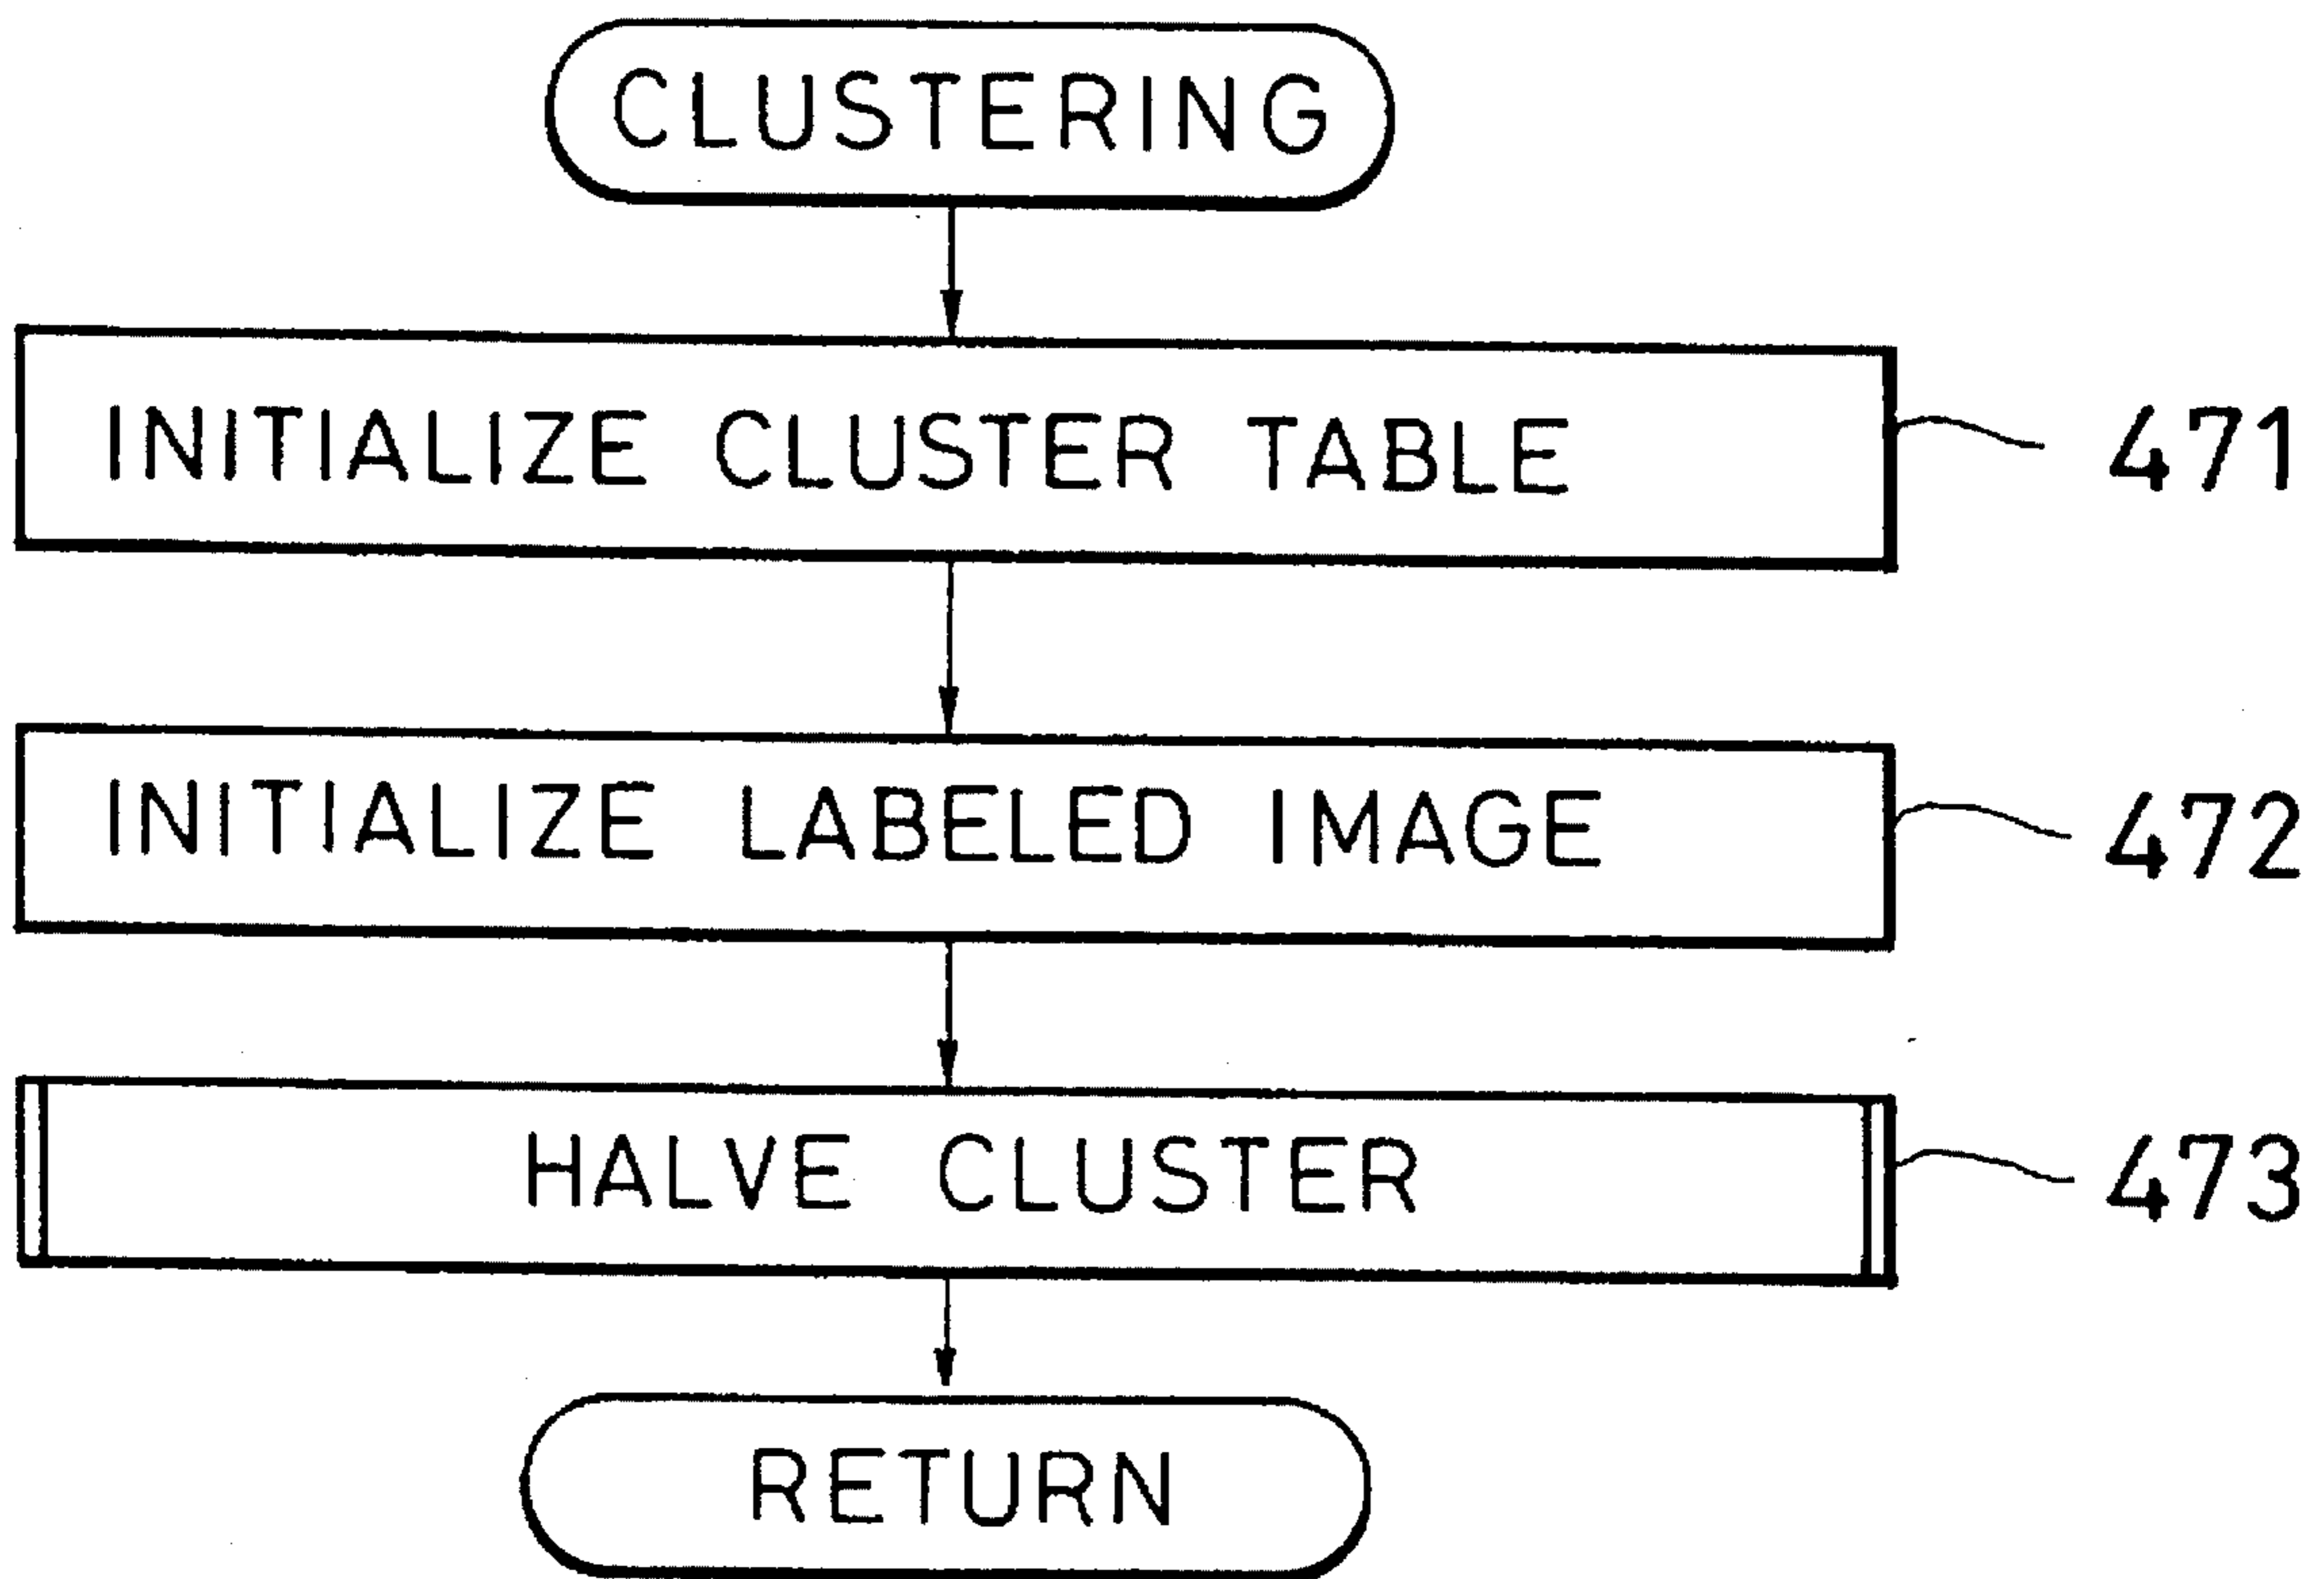 CLUSTERING
INITIALIZE CLUSTER TABLE
471
INITIALIZE LABELED IMAGE
472
HALVE CLUSTER
473
RETURN